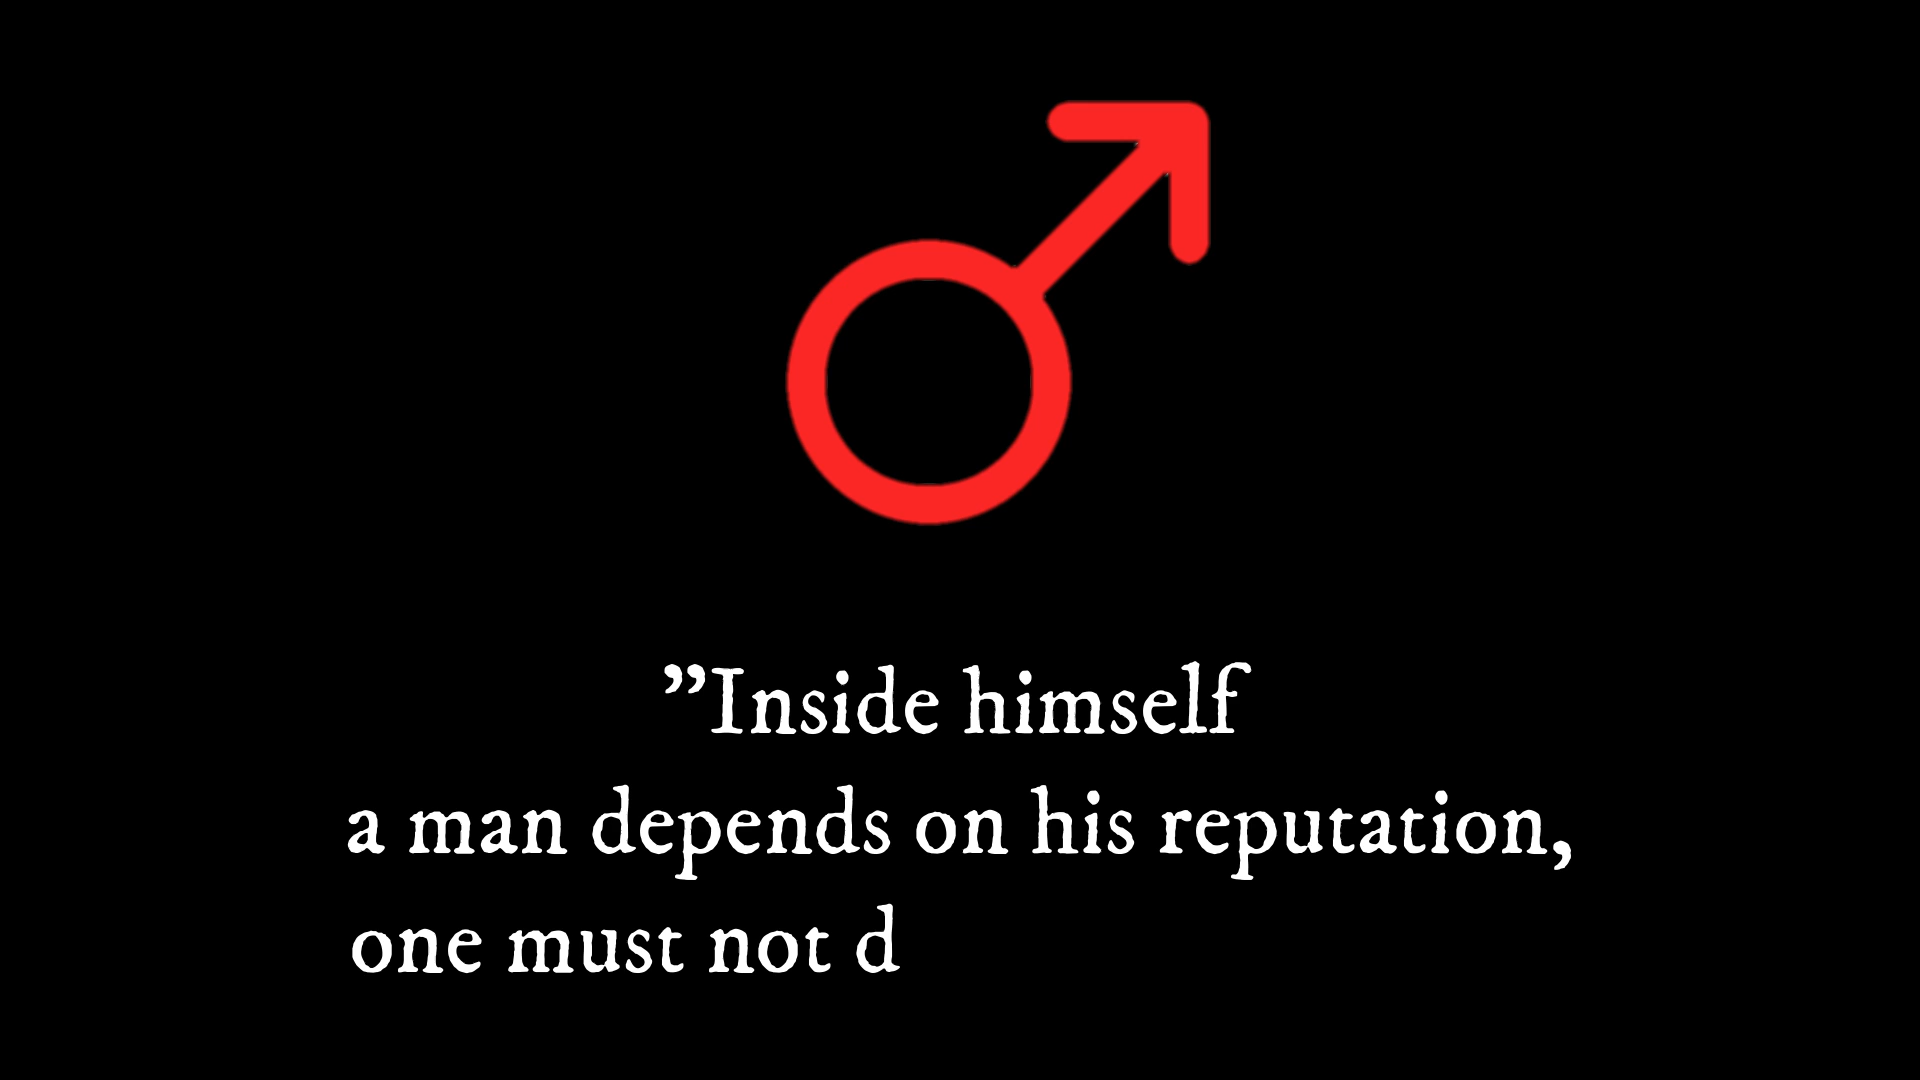 ”Inside himself
a man depends on his reputation,
one must not d